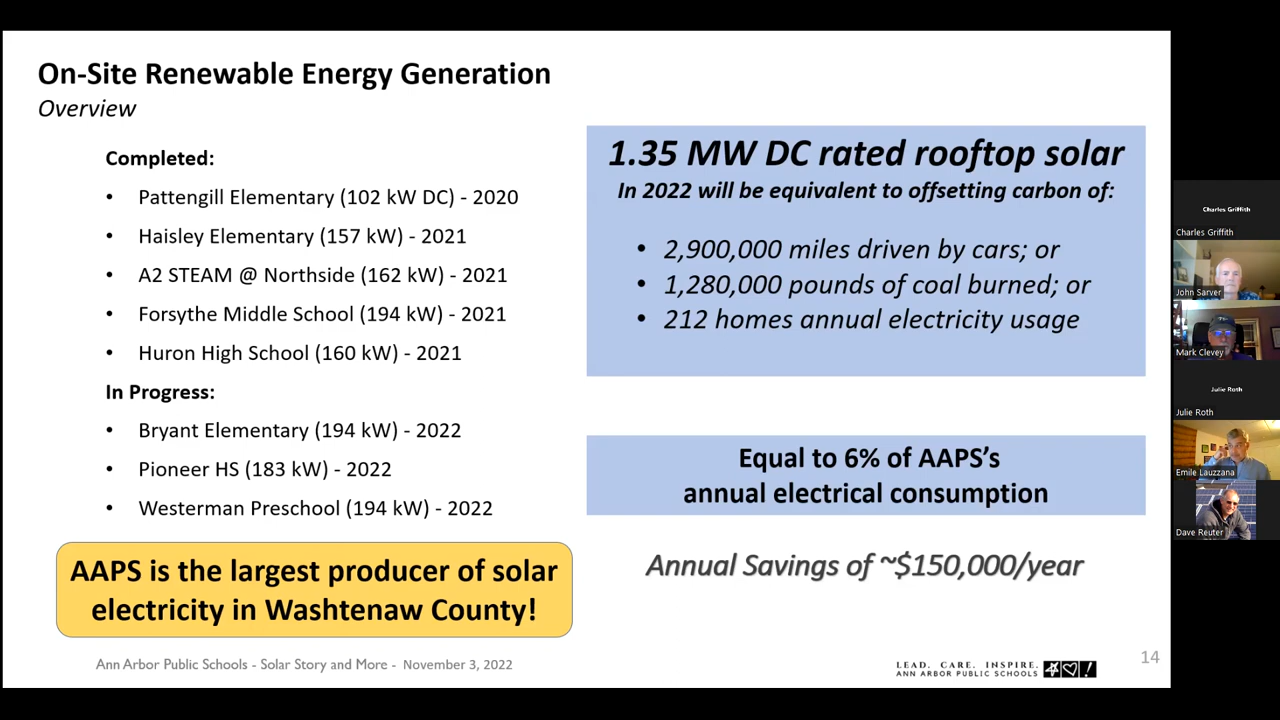 On-Site Renewable Energy Generation
Overview
Completed:
• Pattengill Elementary (102 kW DC) - 2020
• Haisley Elementary (157 kW) - 2021
• A2 STEAM @ Northside (162 kW) - 2021
• Forsythe Middle School (194 kW) - 2021
• Huron High School (160 kW) - 2021
In Progress:
• Bryant Elementary (194 kW) - 2022
• Pioneer HS (183 kW) - 2022
• Westerman Preschool (194 kW) - 2022
AAPS is the largest producer of solar
electricity in Washtenaw County!
1.35 MW DC rated rooftop solar
In 2022 will be equivalent to offsetting carbon of:
• 2,900,000 miles driven by cars; or
• 1,280,000 pounds of coal burned; or
• 212 homes annual electricity usage
Equal to 6% of AAPS’s
annual electrical consumption
Annual Savings of ~$150,000/year
Ann Arbor Public Schools - Solar Story and More - November 3, 2022
LEAD. CARE. INSPIRE.
ANN ARBOR PUBLIC SCHOOLS
14
Charles Griffith
Charles Griffith
John Sarver
Mark Clevey
Julie Roth
Julie Roth
Emile Lauzzana
Dave Reuter